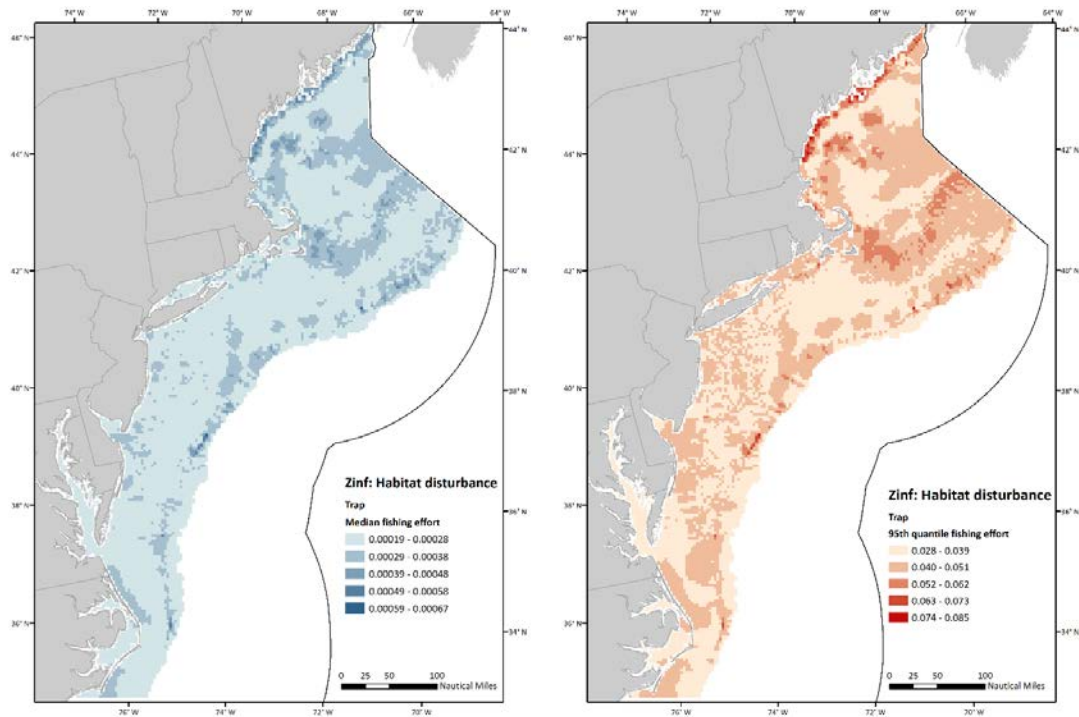 72° W 70° W 68° W 66° W 64° W
46° N
44° N
42° N
40° N
38° N
36° N
44° N
42° N
40° N
38° N
36° N
34° N
76° W 74° W 72° W 70° W
Zinf: Habitat disturbance
Trap
Median fishing effort
0.00019 - 0.00028
0.00029 - 0.00038
0.00039 - 0.00048
0.00049 - 0.00058
0.00059 - 0.00067
0 25 50 100
Nautical Miles
72° W 70° W 68° W 66° W 64° W
46° N
44° N
42° N
40° N
38° N
36° N
44° N
42° N
40° N
38° N
36° N
34° N
76° W 74° W 72° W 70° W
Zinf: Habitat disturbance
Trap
95th quantile fishing effort
0.028 - 0.039
0.040 - 0.051
0.052 - 0.062
0.063 - 0.073
0.074 - 0.085
0 25 50 100
Nautical Miles